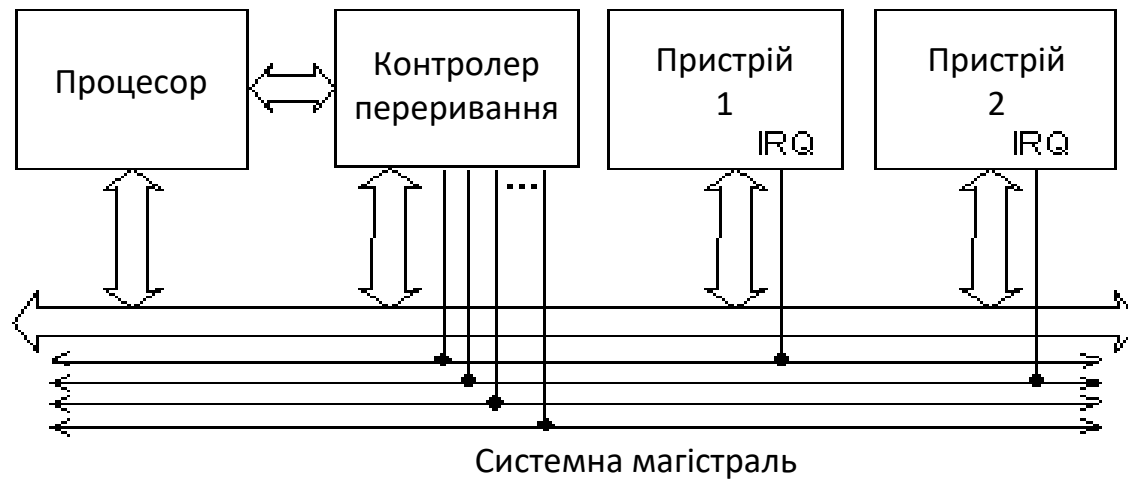 Процесор
Контролер
переривання
Пристрій
1
IRQ
Пристрій
2
IRQ
...
Системна магістраль